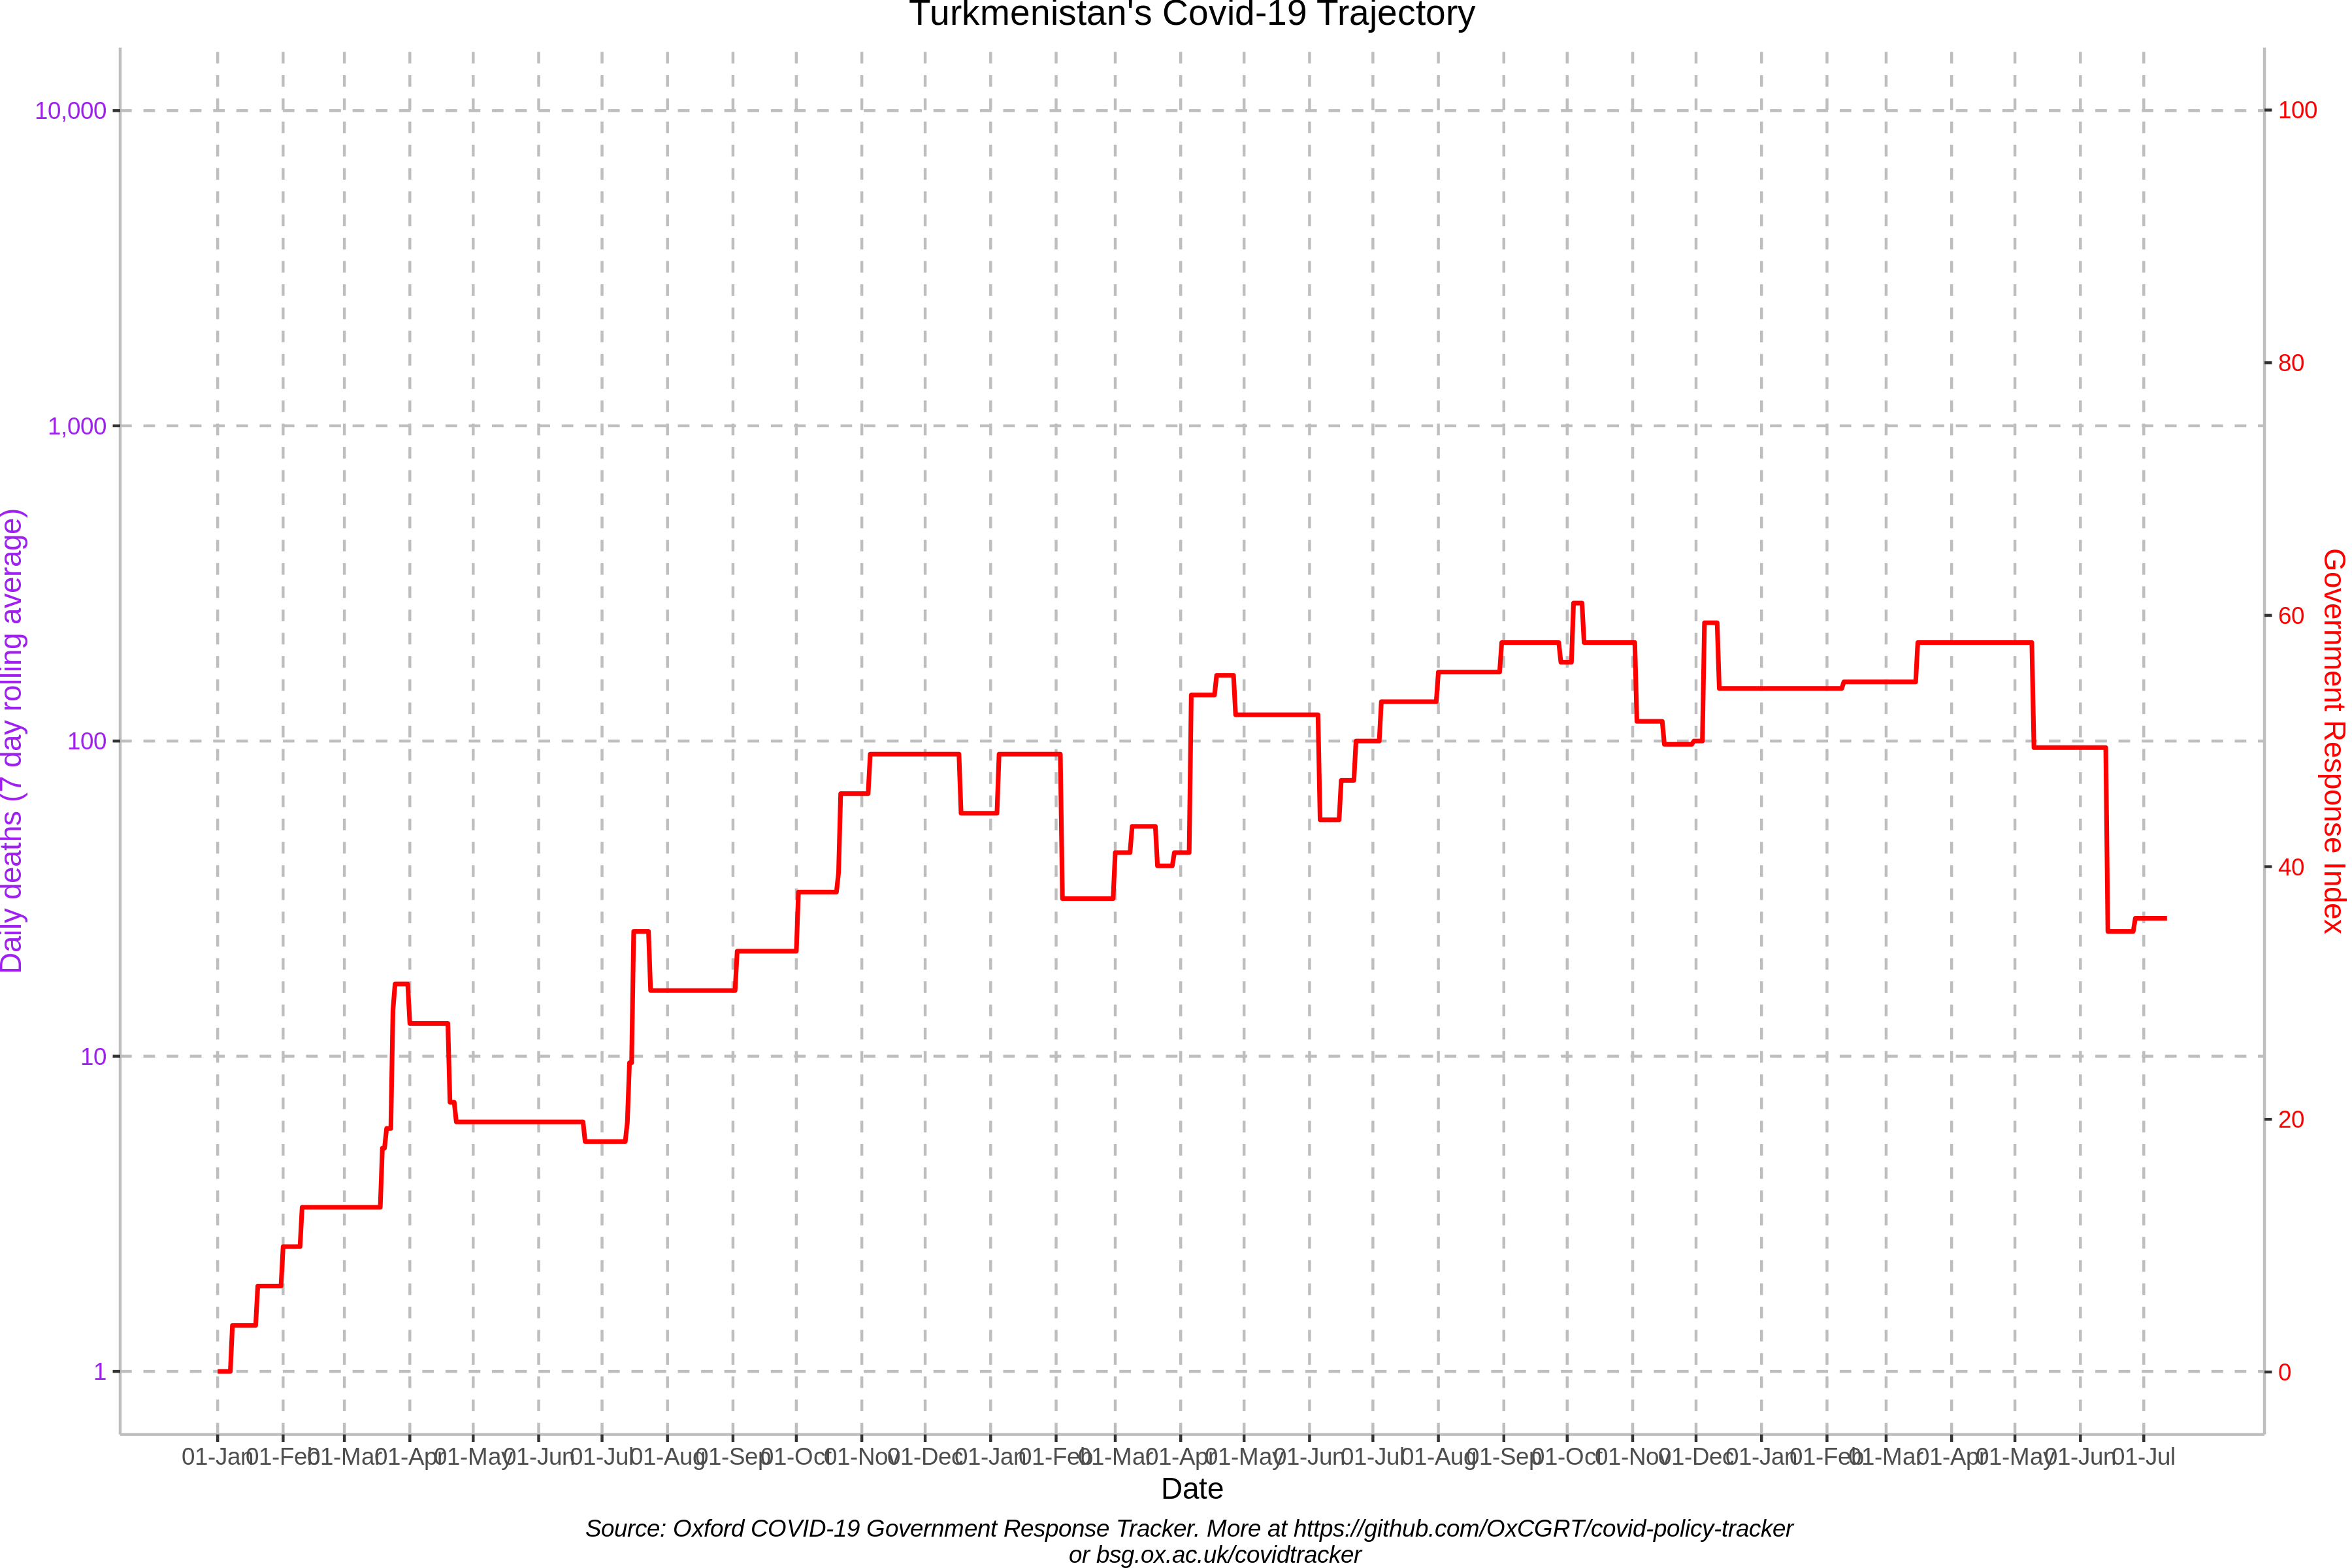 Turkmenistan's Covid-19 Trajectory
Daily deaths (7 day rolling average)
10,000
1,000
100
10
1
Government Response Index
100
80
60
40
20
0
01-Jan 01-Feb 01-Mar 01-Apr 01-May 01-Jun 01-Jul 01-Aug 01-Sep 01-Oct 01-Nov 01-Dec 01-Jan 01-Feb 01-Mar 01-Apr 01-May 01-Jun 01-Jul 01-Aug 01-Sep 01-Oct 01-Nov 01-Dec 01-Jan 01-Feb 01-Mar 01-Apr 01-May 01-Jun 01-Jul
Date
Source: Oxford COVID-19 Government Response Tracker. More at https://github.com/OxCGRT/covid-policy-tracker
or bsg.ox.ac.uk/covidtracker